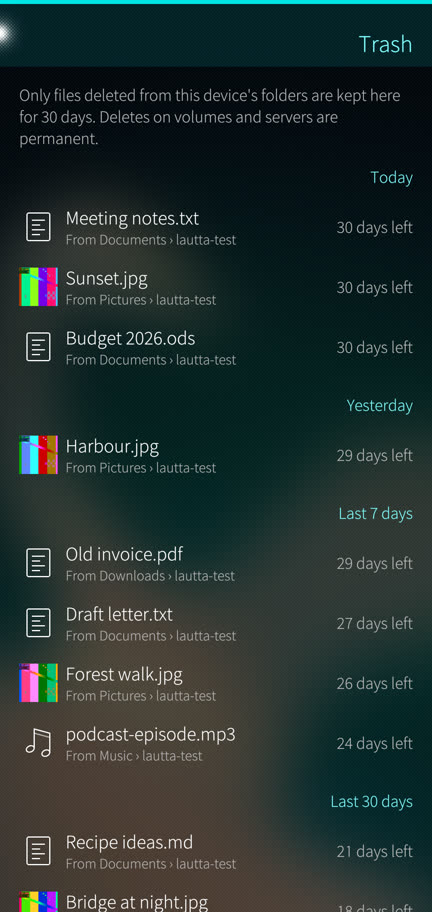 Trash
Only files deleted from this device's folders are kept here
for 30 days. Deletes on volumes and servers are
permanent.
Today
Meeting notes.txt
30 days left
From Documents › lautta-test
Sunset.jpg
30 days left
From Pictures › lautta-test
Budget 2026.ods
30 days left
From Documents › lautta-test
Yesterday
Harbour.jpg
29 days left
From Pictures › lautta-test
Last 7 days
Old invoice.pdf
29 days left
From Downloads › lautta-test
Draft letter.txt
27 days left
From Documents › lautta-test
Forest walk.jpg
26 days left
From Pictures › lautta-test
podcast-episode.mp3
24 days left
From Music › lautta-test
Last 30 days
Recipe ideas.md
21 days left
From Documents › lautta-test
Bridge at night.jpg
18 days left